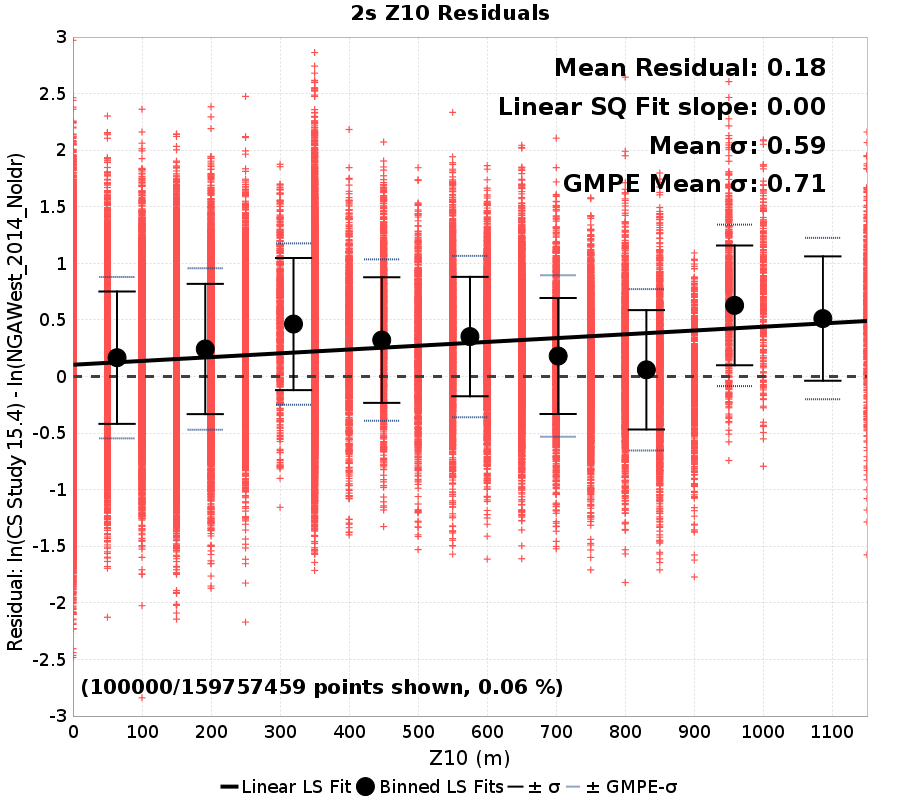 2s Z10 Residuals
Mean Residual: 0.18
Linear SQ Fit slope: 0.00
Mean σ: 0.59
GMPE Mean σ: 0.71
Residual: ln(CS Study 15.4) - ln(NGAWest_2014_NoIdr)
3
2.5
2
1.5
1
0.5
0
-0.5
-1
-1.5
-2
-2.5
-3
(100000/159757459 points shown, 0.06 %)
0 100 200 300 400 500 600 700 800 900 1000 1100
Z10 (m)
Linear LS Fit Binned LS Fits ± σ ± GMPE-σ